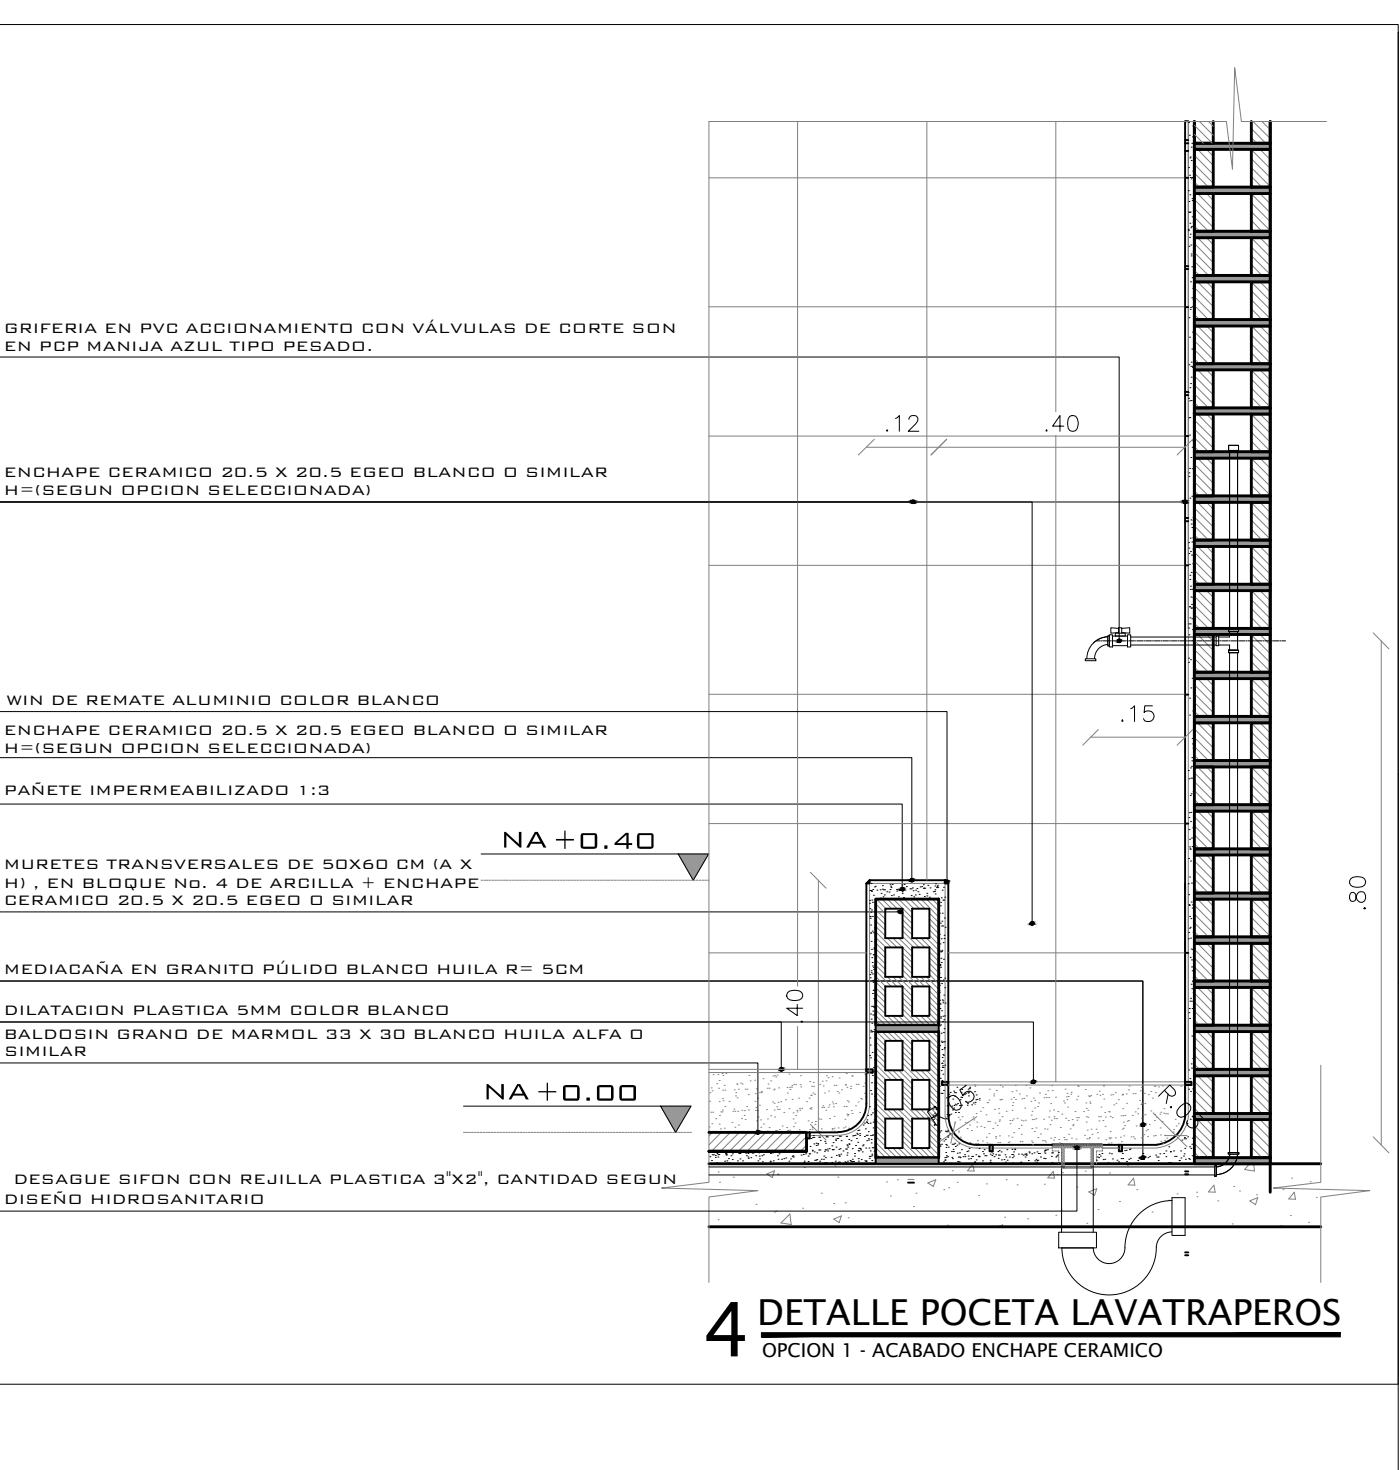 GRIFERIA EN PVC ACCIONAMIENTO CON VÁLVULAS DE CORTE SON
EN PCP MANIJA AZUL TIPO PESADO.
.12
.40
ENCHAPE CERAMICO 20.5 X 20.5 EGEO BLANCO O SIMILAR
H=(SEGUN OPCION SELECCIONADA)
WIN DE REMATE ALUMINIO COLOR BLANCO
.15
ENCHAPE CERAMICO 20.5 X 20.5 EGEO BLANCO O SIMILAR
H=(SEGUN OPCION SELECCIONADA)
PAÑETE IMPERMEABILIZADO 1:3
NA +0.40
MURETES TRANSVERSALES DE 50X60 CM (A X
H) , EN BLOQUE No. 4 DE ARCILLA + ENCHAPE
CERAMICO 20.5 X 20.5 EGEO O SIMILAR
.80
MEDIACAÑA EN GRANITO PÚLIDO BLANCO HUILA R= 5CM
.40
DILATACION PLASTICA 5MM COLOR BLANCO
BALDOSIN GRANO DE MARMOL 33 X 30 BLANCO HUILA ALFA O
SIMILAR
NA +0.00
DESAGUE SIFON CON REJILLA PLASTICA 3"X2", CANTIDAD SEGUN
DISEÑO HIDROSANITARIO
4 DETALLE POCETA LAVATRAPEROS
OPCION 1 - ACABADO ENCHAPE CERAMICO